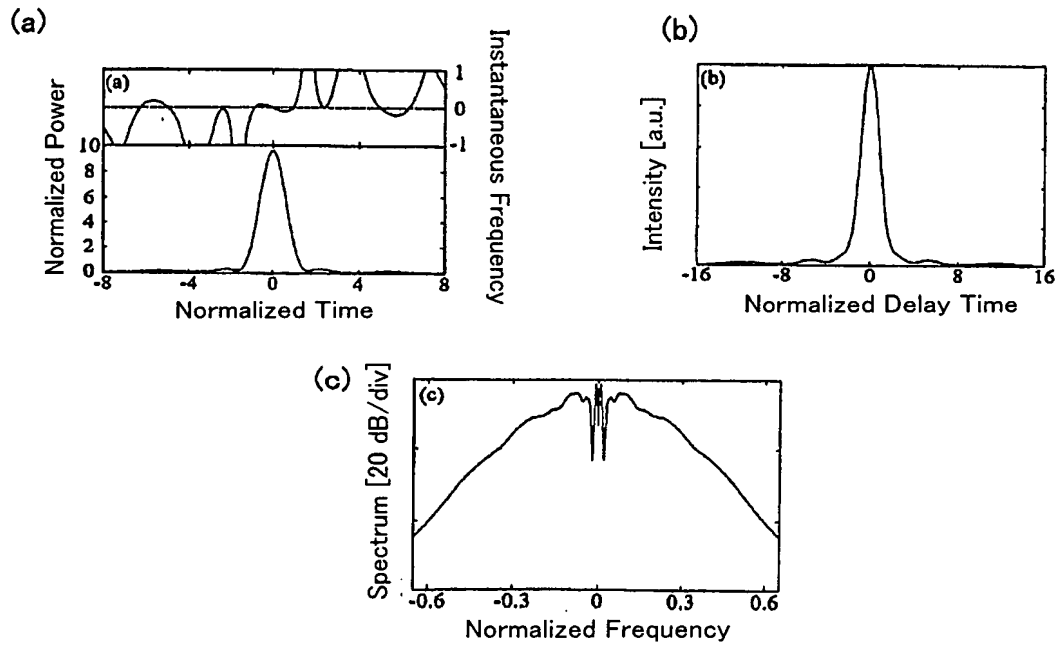 (a)
(a)
Normalized Power
10
8
6
4
2
0
-8
-4
0
4
8
Normalized Time
1
0
-1
Instantaneous Frequency
(b)
(b)
Intensity [a.u.]
-16
-8
0
8
16
Normalized Delay Time
(c)
(c)
Spectrum [20 dB/div]
-0.6
-0.3
0
0.3
0.6
Normalized Frequency